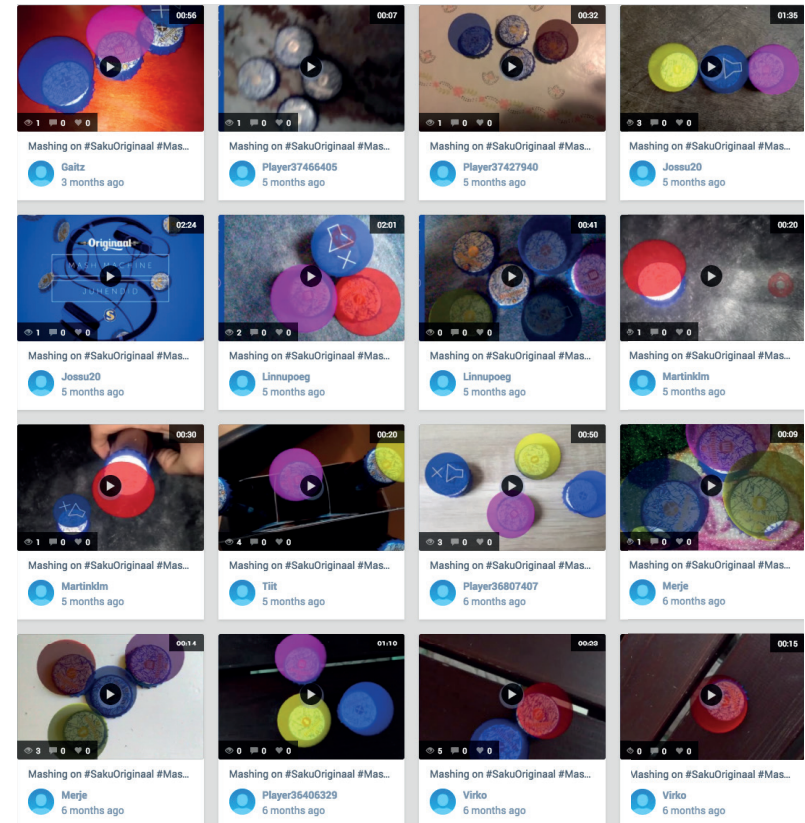 00:56
1 0 0
Mashing on #SakuOriginaal #Mas...
Gaitz
3 months ago
00:07
1 0 0
Mashing on #SakuOriginaal #Mas...
Player37466405
5 months ago
00:32
1 0 0
Mashing on #SakuOriginaal #Mas...
Player37427940
5 months ago
01:35
3 0 0
Mashing on #SakuOriginaal #Mas...
Jossu20
5 months ago
02:24
Originaal
MASH MACHINE
JUHENDID
S
1 0 0
Mashing on #SakuOriginaal #Mas...
Jossu20
5 months ago
02:01
2 0 0
Mashing on #SakuOriginaal #Mas...
Linnupoeg
5 months ago
00:41
0 0 0
Mashing on #SakuOriginaal #Mas...
Linnupoeg
5 months ago
00:20
1 0 0
Mashing on #SakuOriginaal #Mas...
Martinklm
5 months ago
00:30
1 0 0
Mashing on #SakuOriginaal #Mas...
Martinklm
5 months ago
00:20
4 0 0
Mashing on #SakuOriginaal #Mas...
Tiit
5 months ago
00:50
3 0 0
Mashing on #SakuOriginaal #Mas...
Player36807407
6 months ago
00:09
1 0 0
Mashing on #SakuOriginaal #Mas...
Merje
6 months ago
00:14
3 0 0
Mashing on #SakuOriginaal #Mas...
Merje
6 months ago
01:10
0 0 0
Mashing on #SakuOriginaal #Mas...
Player36406329
6 months ago
00:23
5 0 0
Mashing on #SakuOriginaal #Mas...
Virko
6 months ago
00:15
0 0 0
Mashing on #SakuOriginaal #Mas...
Virko
6 months ago